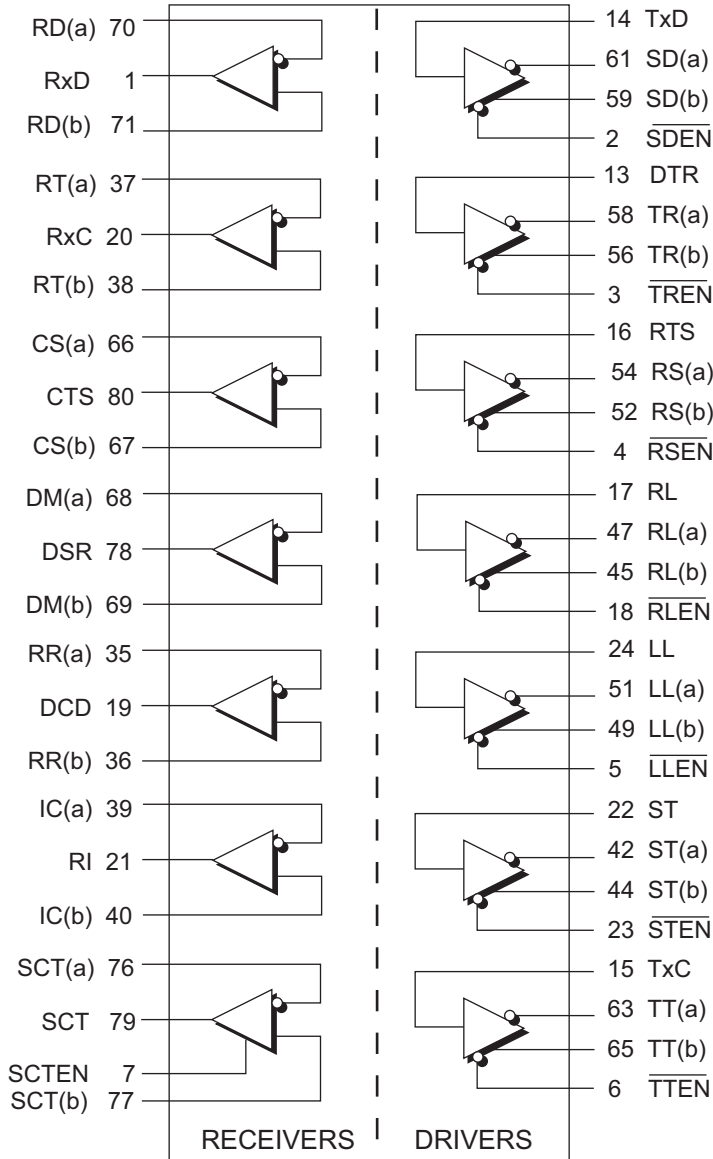 RD(a) 70
RxD 1
RD(b) 71
RT(a) 37
RxC 20
RT(b) 38
CS(a) 66
CTS 80
CS(b) 67
DM(a) 68
DSR 78
DM(b) 69
RR(a) 35
DCD 19
RR(b) 36
IC(a) 39
RI 21
IC(b) 40
SCT(a) 76
SCT 79
SCTEN 7
SCT(b) 77
RECEIVERS
14 TxD
61 SD(a)
59 SD(b)
2 SDEN
13 DTR
58 TR(a)
56 TR(b)
3 TREN
16 RTS
54 RS(a)
52 RS(b)
4 RSEN
17 RL
47 RL(a)
45 RL(b)
18 RLEN
24 LL
51 LL(a)
49 LL(b)
5 LLEN
22 ST
42 ST(a)
44 ST(b)
23 STEN
15 TxC
63 TT(a)
65 TT(b)
6 TTEN
DRIVERS